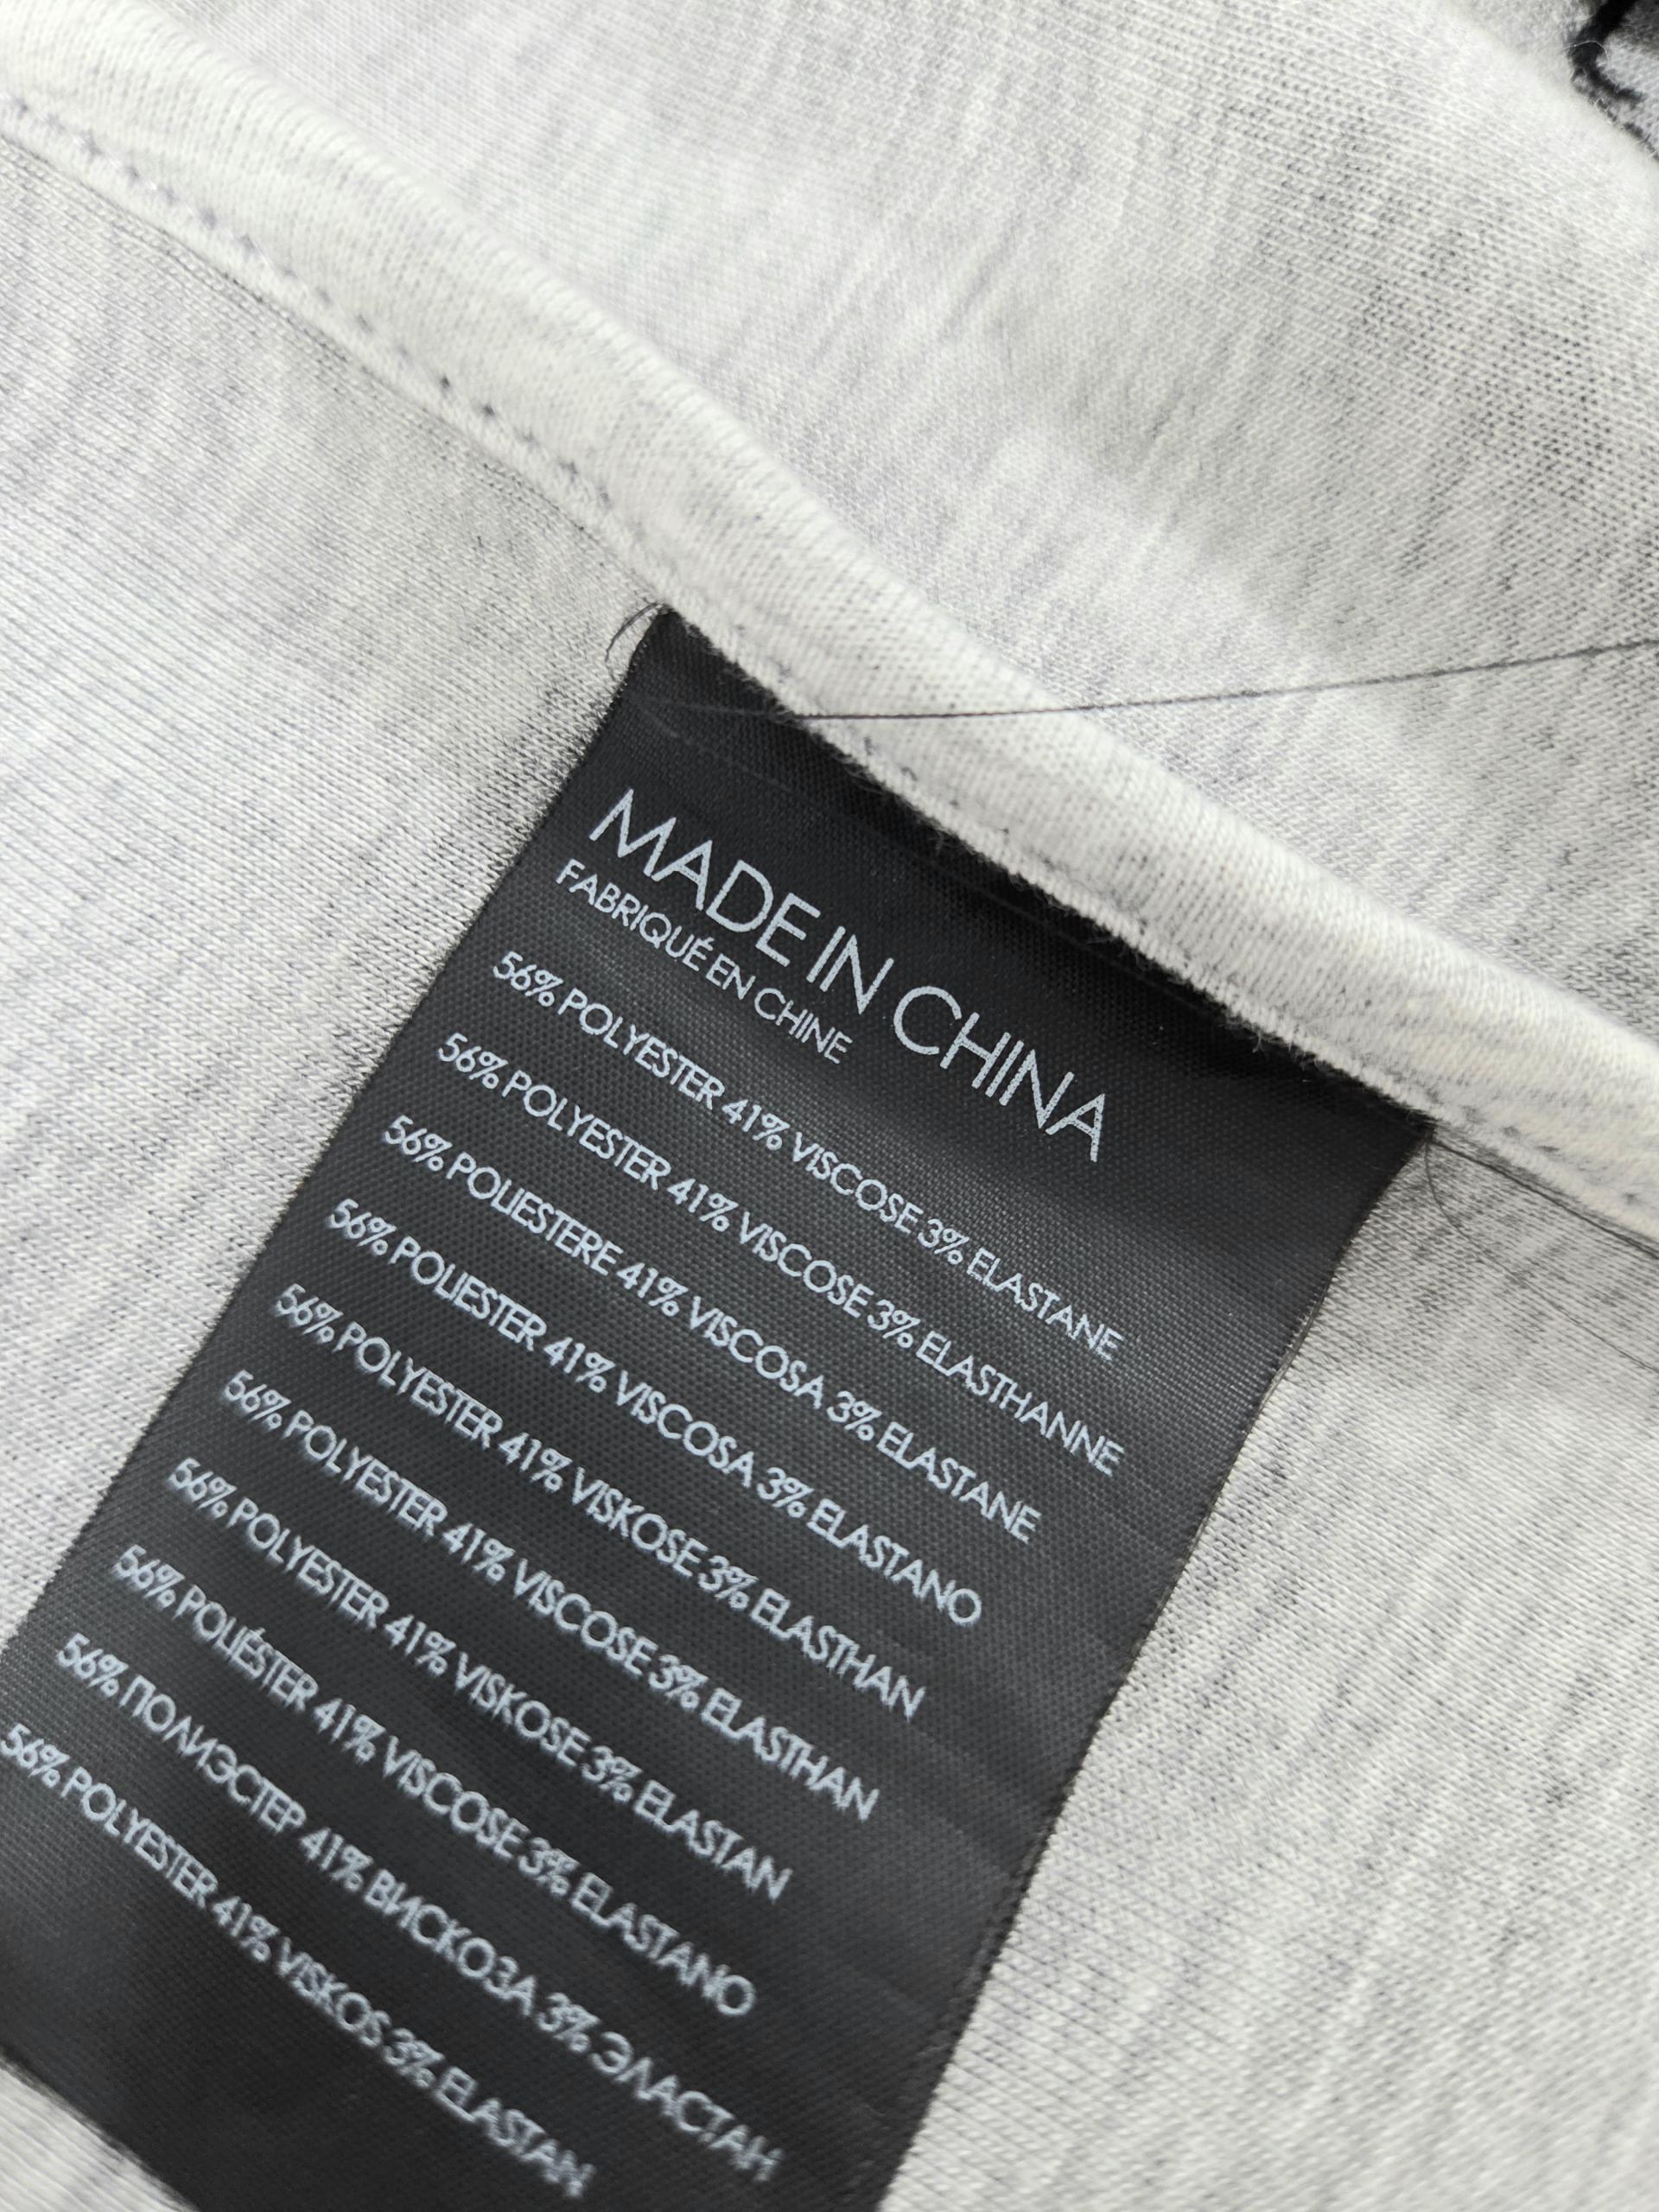 MADE IN CHINA
FABRIQUÉ EN CHINE
56% POLYESTER 41% VISCOSE 3% ELASTANE
56% POLYESTER 41% VISCOSE 3% ELASTHANNE
56% POLIESTERE 41% VISCOSA 3% ELASTANE
56% POLIESTER 41% VISCOSA 3% ELASTANO
56% POLYESTER 41% VISKOSE 3% ELASTHAN
56% POLYESTER 41% VISCOSE 3% ELASTHAN
56% POLYESTER 41% VISKOSE 3% ELASTAN
56% POLIÉSTER 41% VISCOSE 3% ELASTANO
56% ПОЛИЭСТЕР 41% ВИСКОЗА 3% ЭЛАСТАН
56% POLYESTER 41% VISKOS 3% ELASTAN